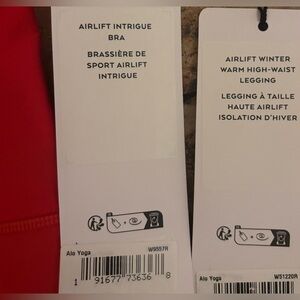 AIRLIFT INTRIGUE
BRA
BRASSIÈRE DE
SPORT AIRLIFT
INTRIGUE
Alo Yoga W9557R
1 91677 73636 8
AIRLIFT WINTER
WARM HIGH-WAIST
LEGGING
LEGGING À TAILLE
HAUTE AIRLIFT
ISOLATION D'HIVER
Alo Yoga W51220R